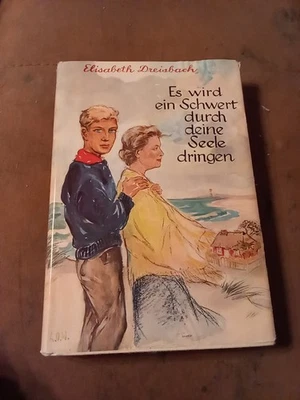 Elisabeth Dreisbach
Es wird
ein Schwert
durch
deine
Seele
dringen